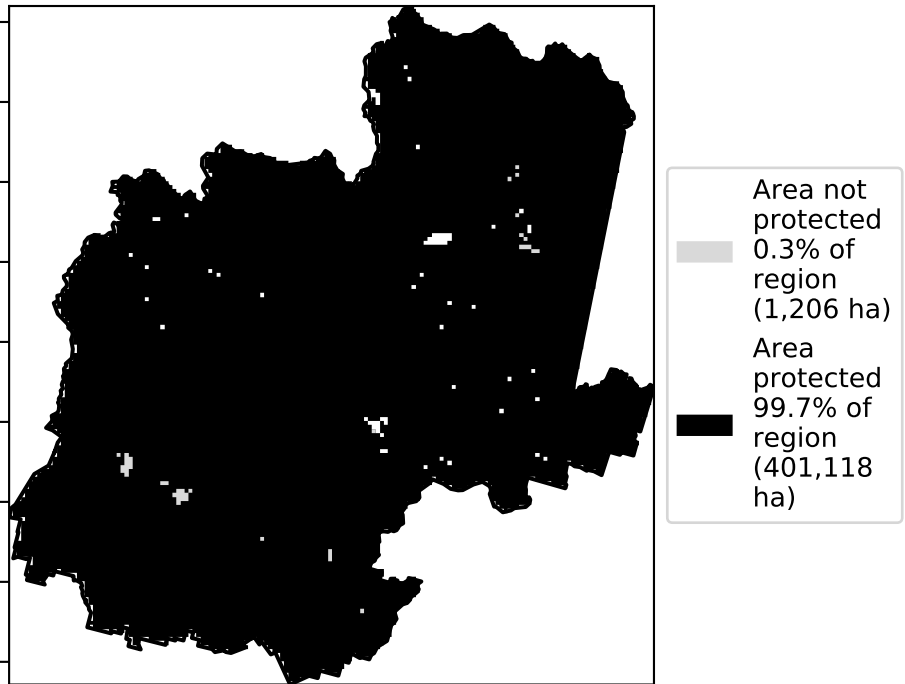 Area not
protected
0.3% of
region
(1,206 ha)
Area
protected
99.7% of
region
(401,118
ha)